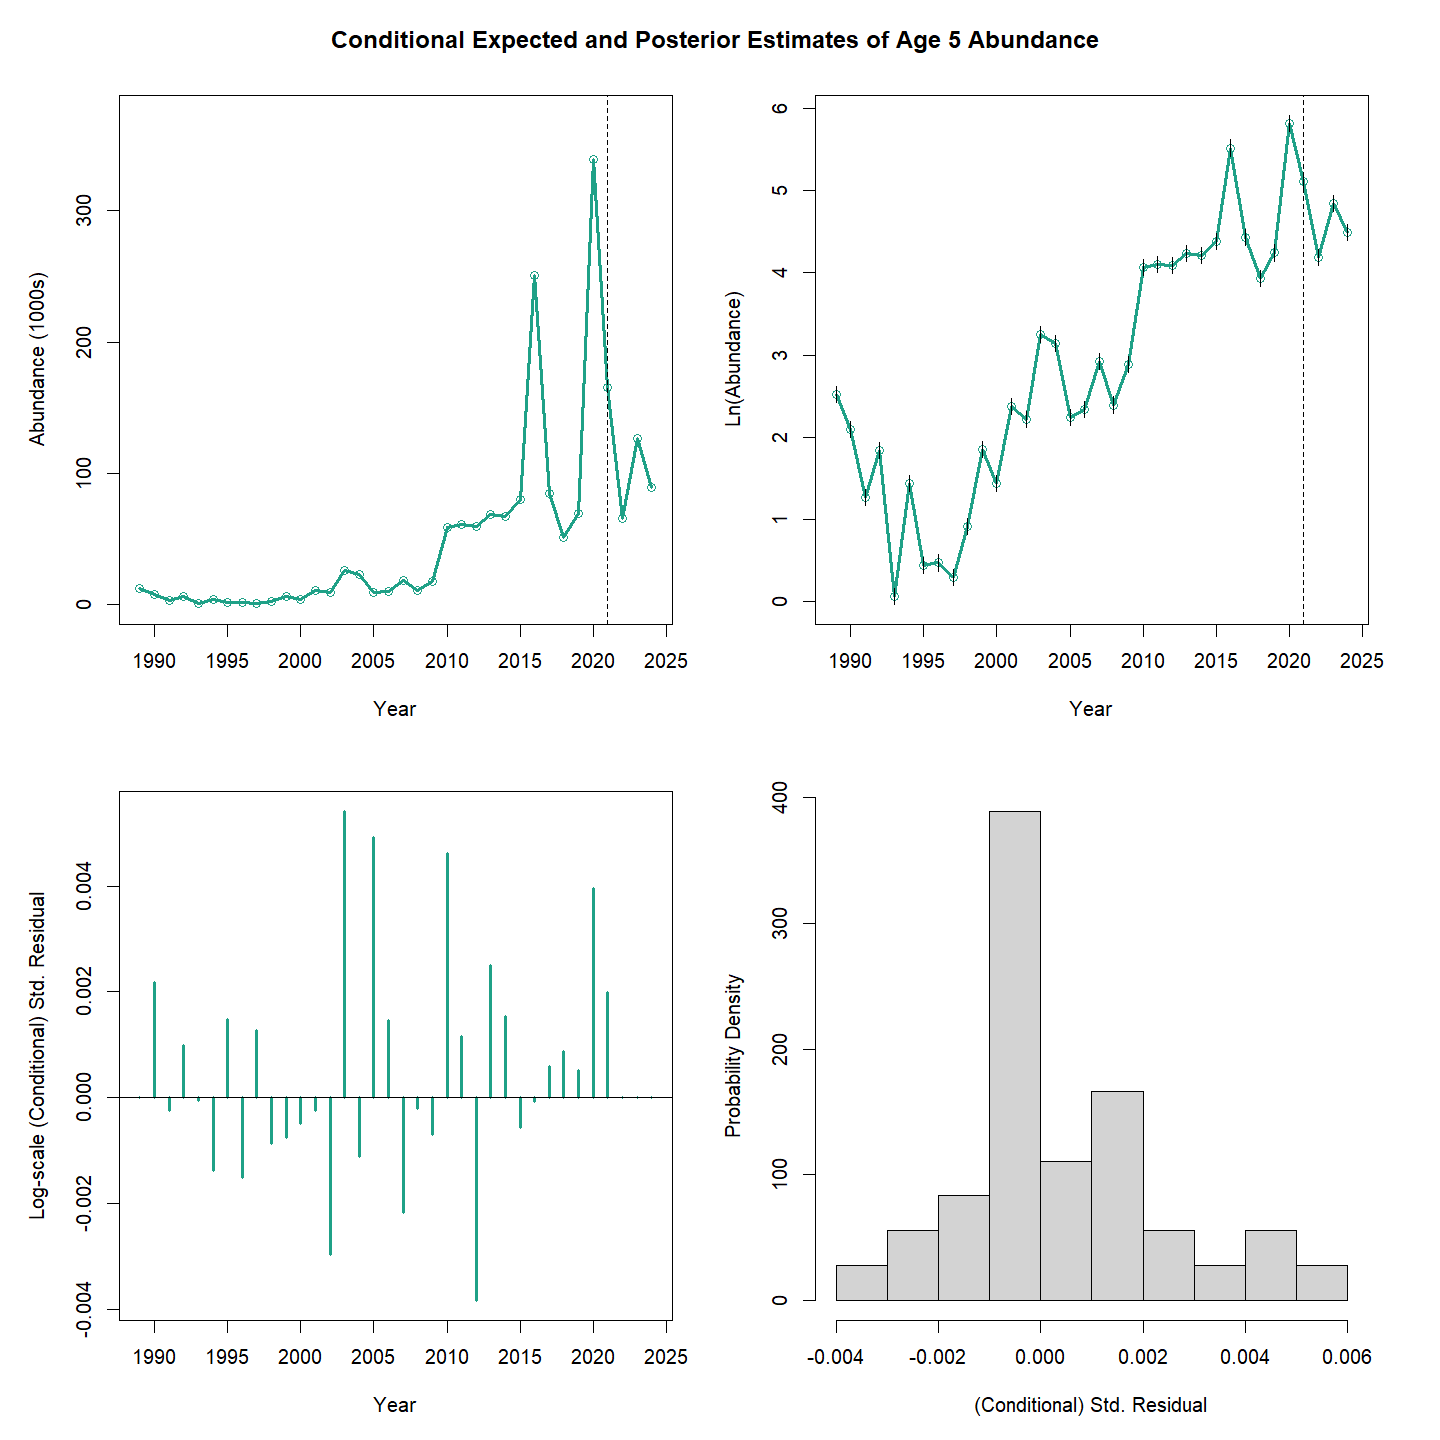 Conditional Expected and Posterior Estimates of Age 5 Abundance
Abundance (1000s)
300
200
100
0
1990 1995 2000 2005 2010 2015 2020 2025
Year
Ln(Abundance)
6
5
4
3
2
1
0
1990 1995 2000 2005 2010 2015 2020 2025
Year
Log-scale (Conditional) Std. Residual
0.004
0.002
0.000
-0.002
-0.004
1990 1995 2000 2005 2010 2015 2020 2025
Year
Probability Density
400
300
200
100
0
-0.004 -0.002 0.000 0.002 0.004 0.006
(Conditional) Std. Residual